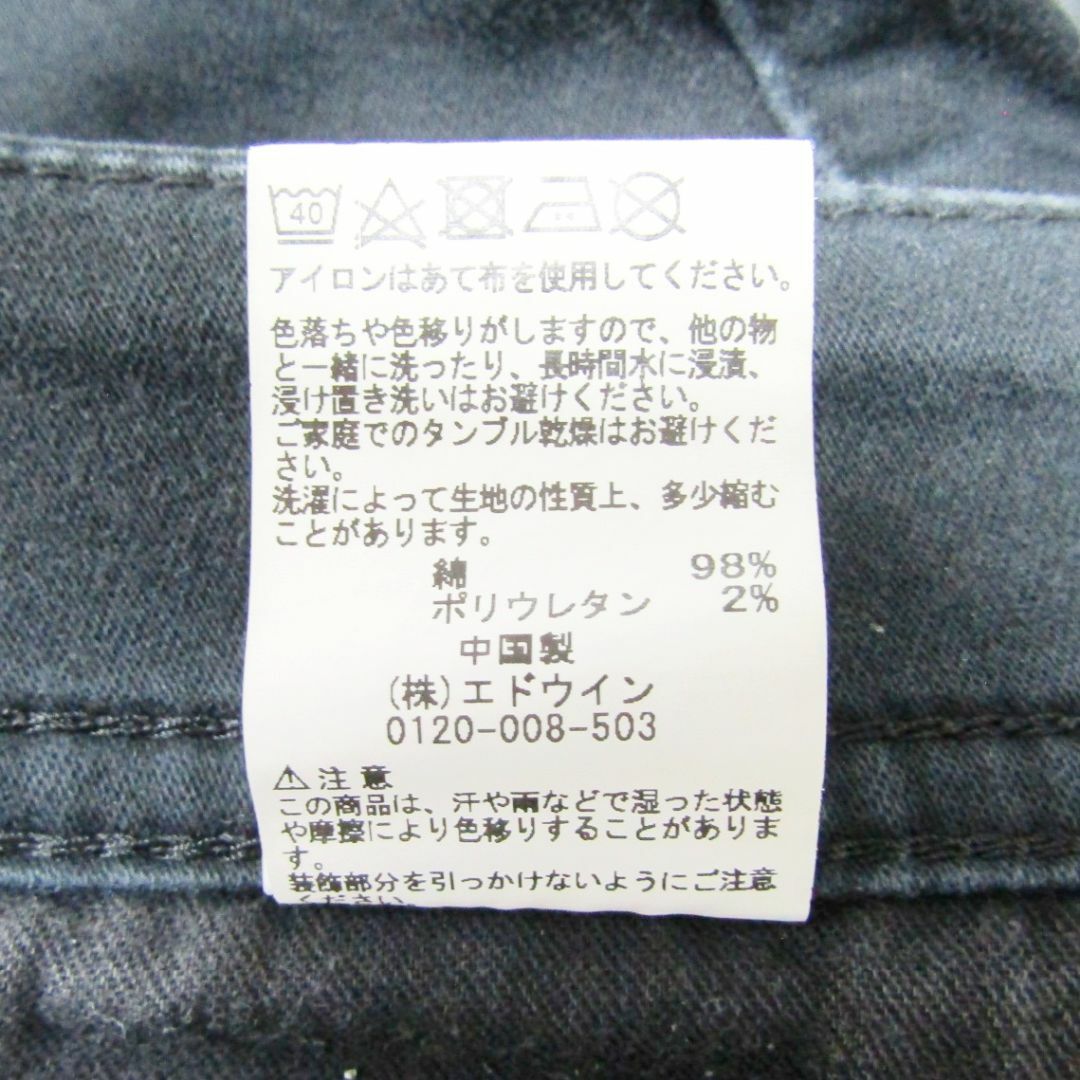 40
アイロンはあて布を使用してください。
色落ちや色移りがしますので、他の物
と一緒に洗ったり、長時間水に浸漬、
浸け置き洗いはお避けください。
ご家庭でのタンブル乾燥はお避けくだ
さい。
洗濯によって生地の性質上、多少縮む
ことがあります。
綿 98%
ポリウレタン 2%
中国製
(株)エドウイン
0120-008-503
⚠注意
この商品は、汗や雨などで湿った状態
や摩擦により色移りすることがありま
す。
装飾部分を引っかけないようにご注意
ください。